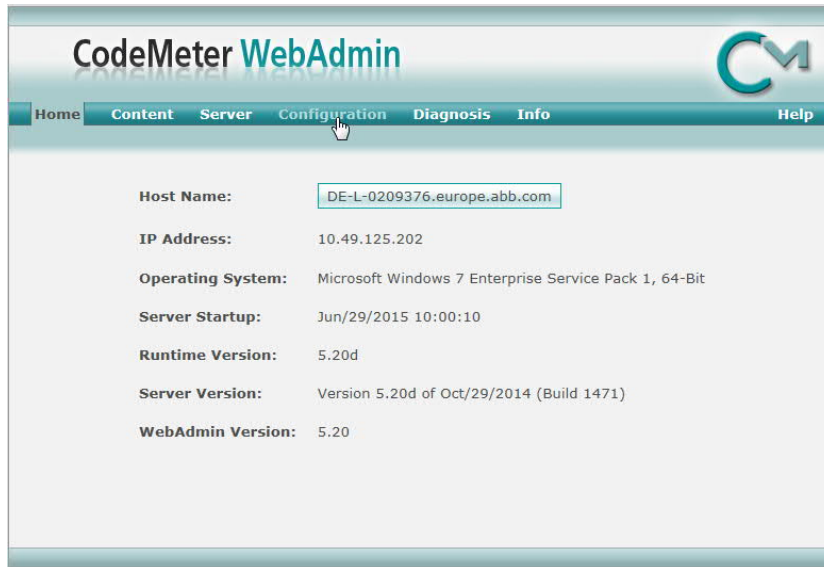 CodeMeter WebAdmin
CM
Home Content Server Configuration Diagnosis Info Help
Host Name: DE-L-0209376.europe.abb.com
IP Address: 10.49.125.202
Operating System: Microsoft Windows 7 Enterprise Service Pack 1, 64-Bit
Server Startup: Jun/29/2015 10:00:10
Runtime Version: 5.20d
Server Version: Version 5.20d of Oct/29/2014 (Build 1471)
WebAdmin Version: 5.20